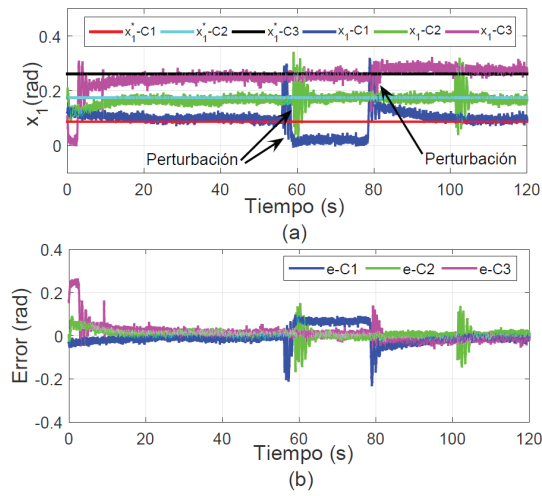 x₁*-C1 x₁*-C2 x₁*-C3 x₁-C1 x₁-C2 x₁-C3
0.4
0.2
0
x₁(rad)
Perturbación
Perturbación
0 20 40 60 80 100 120
Tiempo (s)
(a)
e-C1 e-C2 e-C3
0.4
0.2
0
-0.2
-0.4
Error (rad)
0 20 40 60 80 100 120
Tiempo (s)
(b)